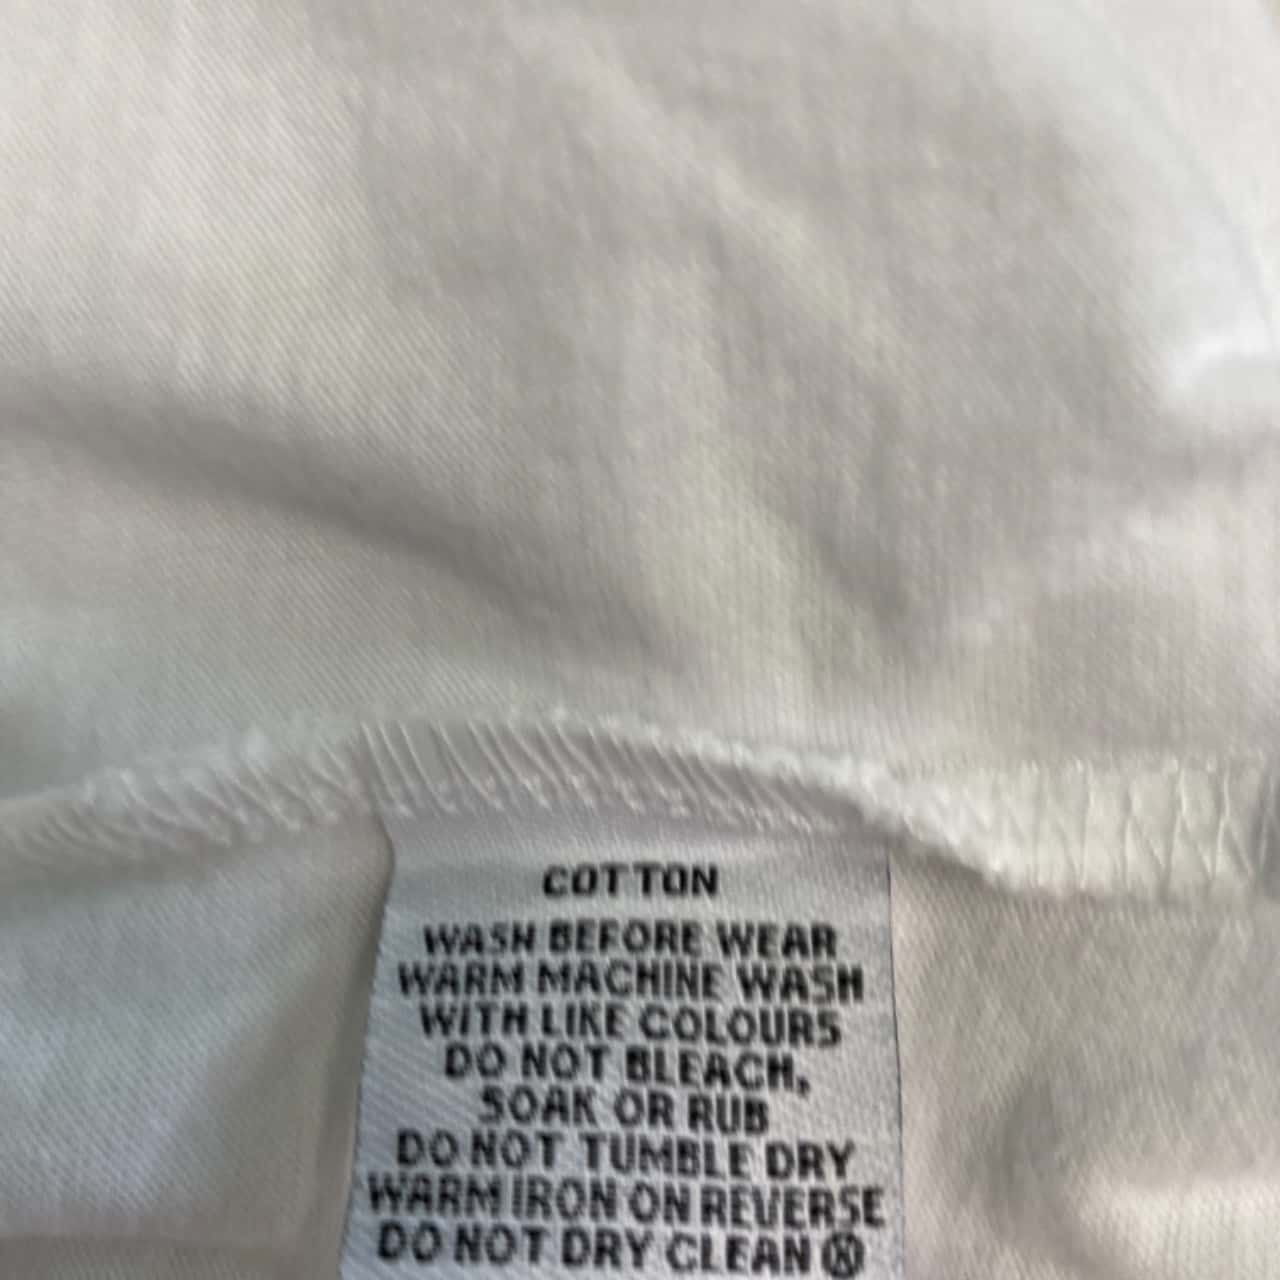 COTTON
WASH BEFORE WEAR
WARM MACHINE WASH
WITH LIKE COLOURS
DO NOT BLEACH,
SOAK OR RUB
DO NOT TUMBLE DRY
WARM IRON ON REVERSE
DO NOT DRY CLEAN Ⓧ